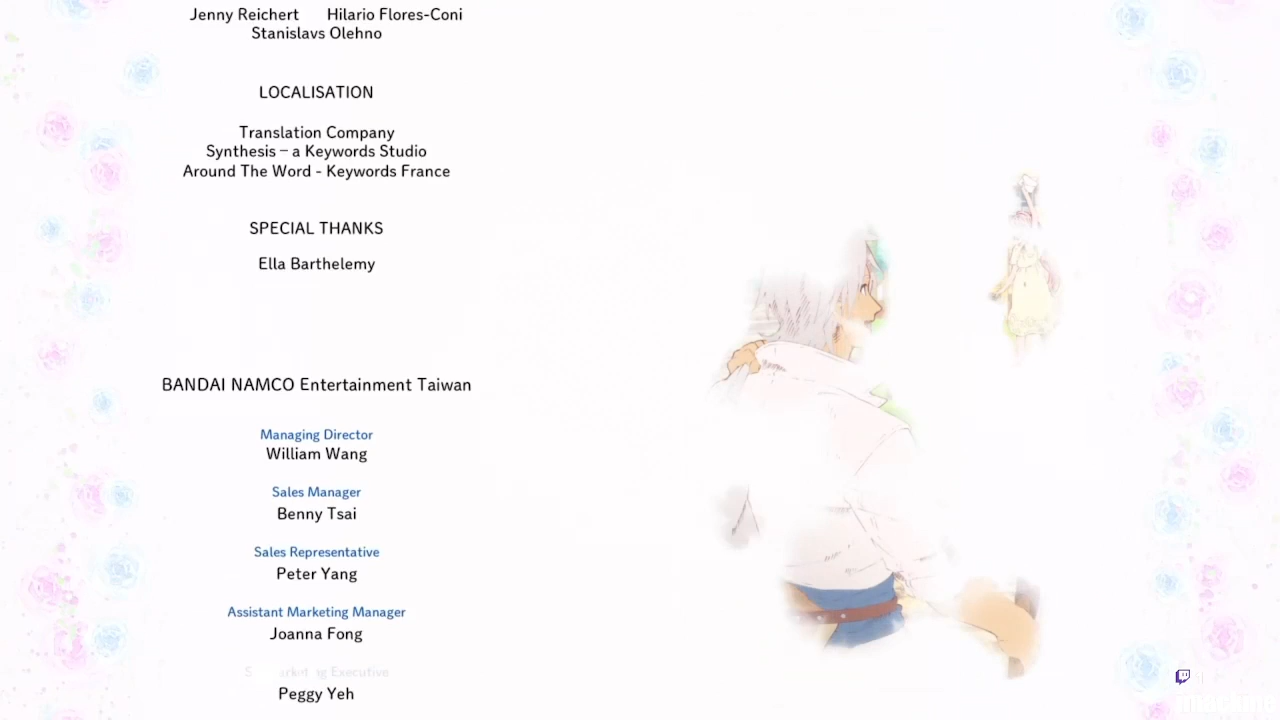 Jenny Reichert Hilario Flores-Coni
Stanislavs Olehno
LOCALISATION
Translation Company
Synthesis – a Keywords Studio
Around The Word - Keywords France
SPECIAL THANKS
Ella Barthelemy
BANDAI NAMCO Entertainment Taiwan
Managing Director
William Wang
Sales Manager
Benny Tsai
Sales Representative
Peter Yang
Assistant Marketing Manager
Joanna Fong
Executive
Peggy Yeh